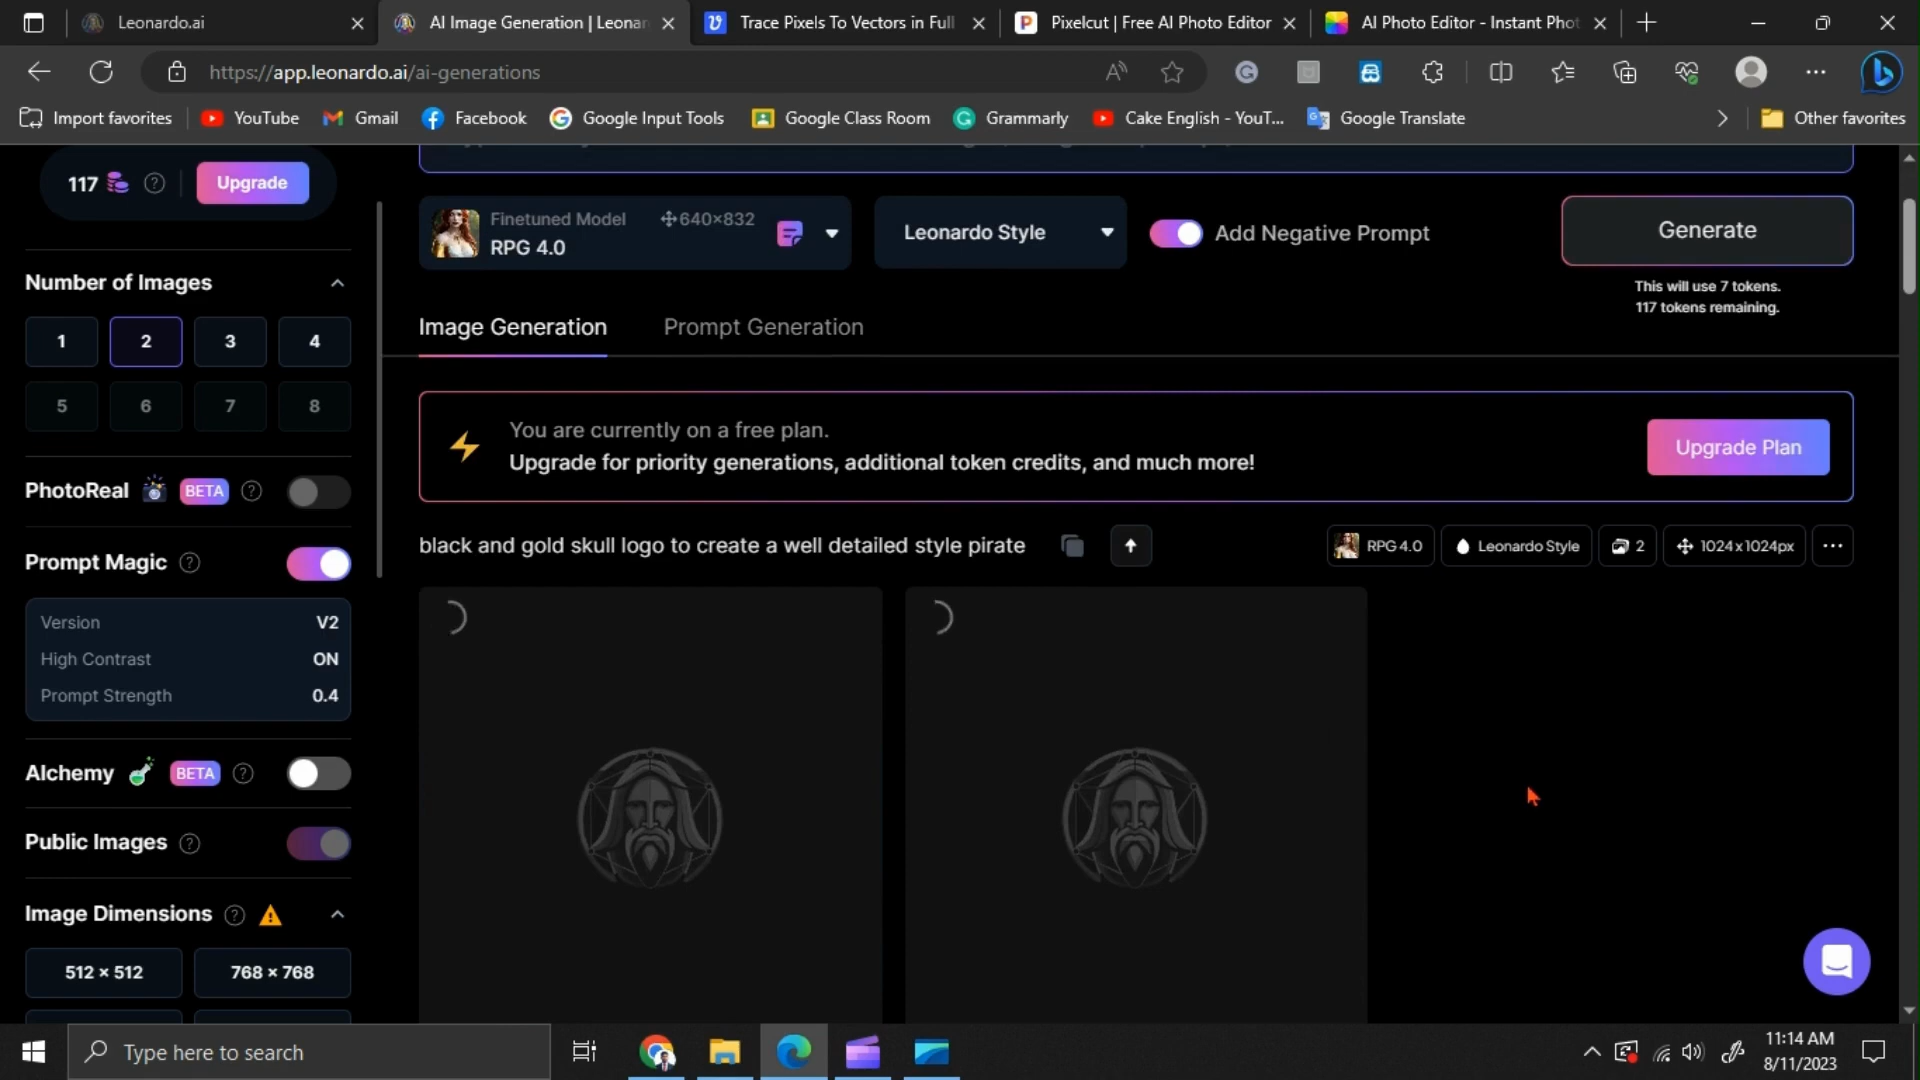 Leonardo.ai
AI Image Generation | Leonar
Trace Pixels To Vectors in Full
Pixelcut | Free AI Photo Editor
AI Photo Editor - Instant Phot
https://app.leonardo.ai/ai-generations
Import favorites
YouTube
Gmail
Facebook
Google Input Tools
Google Class Room
Grammarly
Cake English - YouT...
Google Translate
Other favorites
117
Upgrade
Finetuned Model
640×832
RPG 4.0
Leonardo Style
Add Negative Prompt
Generate
This will use 7 tokens.
117 tokens remaining.
Number of Images
1
2
3
4
5
6
7
8
Image Generation
Prompt Generation
You are currently on a free plan.
Upgrade for priority generations, additional token credits, and much more!
Upgrade Plan
PhotoReal
BETA
black and gold skull logo to create a well detailed style pirate
RPG 4.0
Leonardo Style
2
1024x1024px
Prompt Magic
Version
V2
High Contrast
ON
Prompt Strength
0.4
Alchemy
BETA
Public Images
Image Dimensions
512 × 512
768 × 768
Type here to search
11:14 AM
8/11/2023